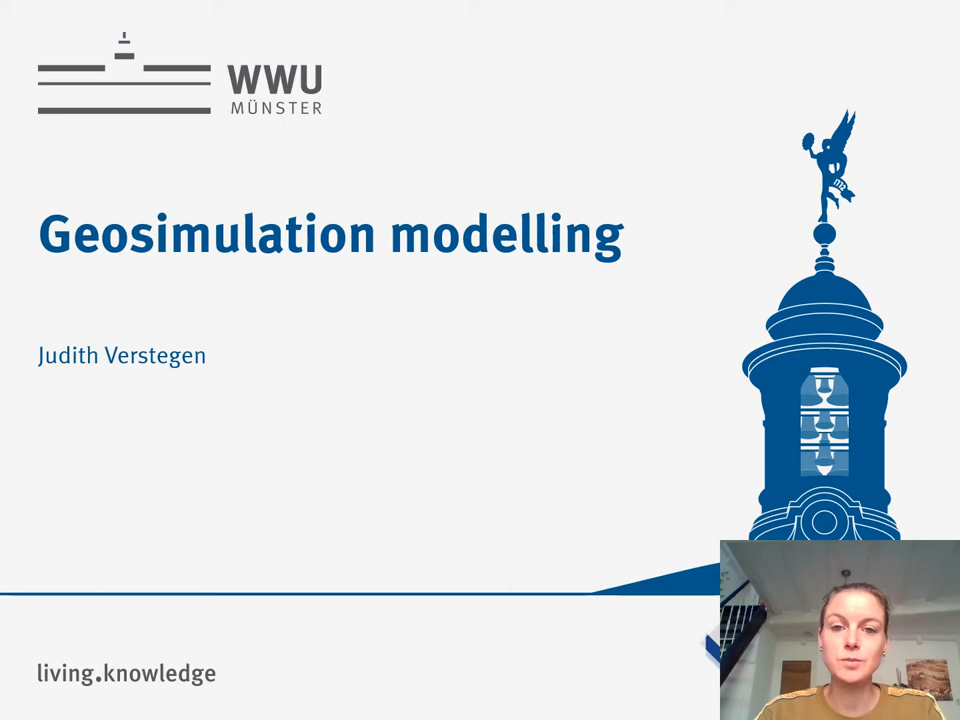 WWU
MÜNSTER
Geosimulation modelling
Judith Verstegen
living.knowledge